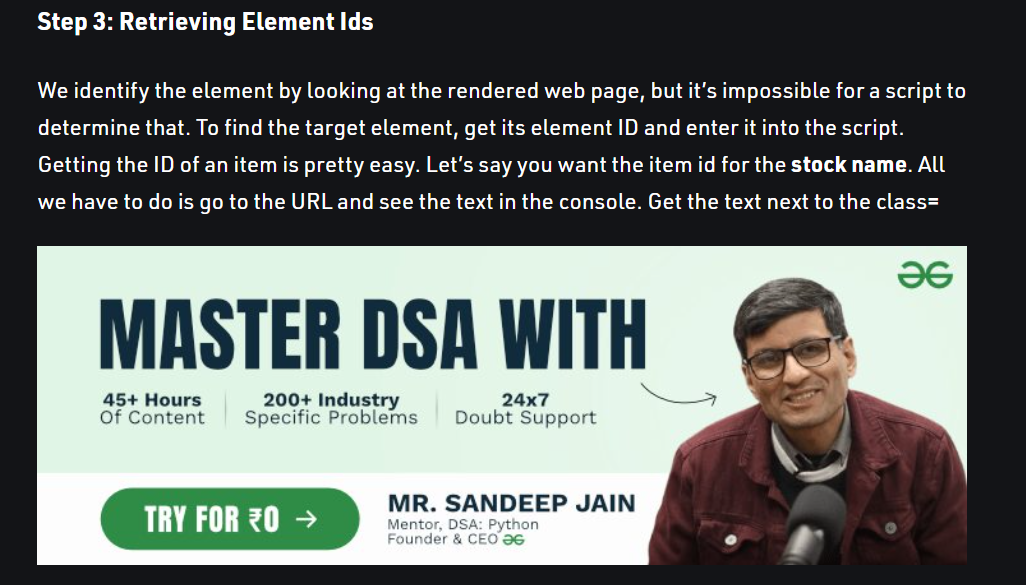 Step 3: Retrieving Element Ids
We identify the element by looking at the rendered web page, but it’s impossible for a script to
determine that. To find the target element, get its element ID and enter it into the script.
Getting the ID of an item is pretty easy. Let’s say you want the item id for the stock name. All
we have to do is go to the URL and see the text in the console. Get the text next to the class=
MASTER DSA WITH
45+ Hours
Of Content
200+ Industry
Specific Problems
24x7
Doubt Support
TRY FOR ₹0 →
MR. SANDEEP JAIN
Mentor, DSA: Python
Founder & CEO